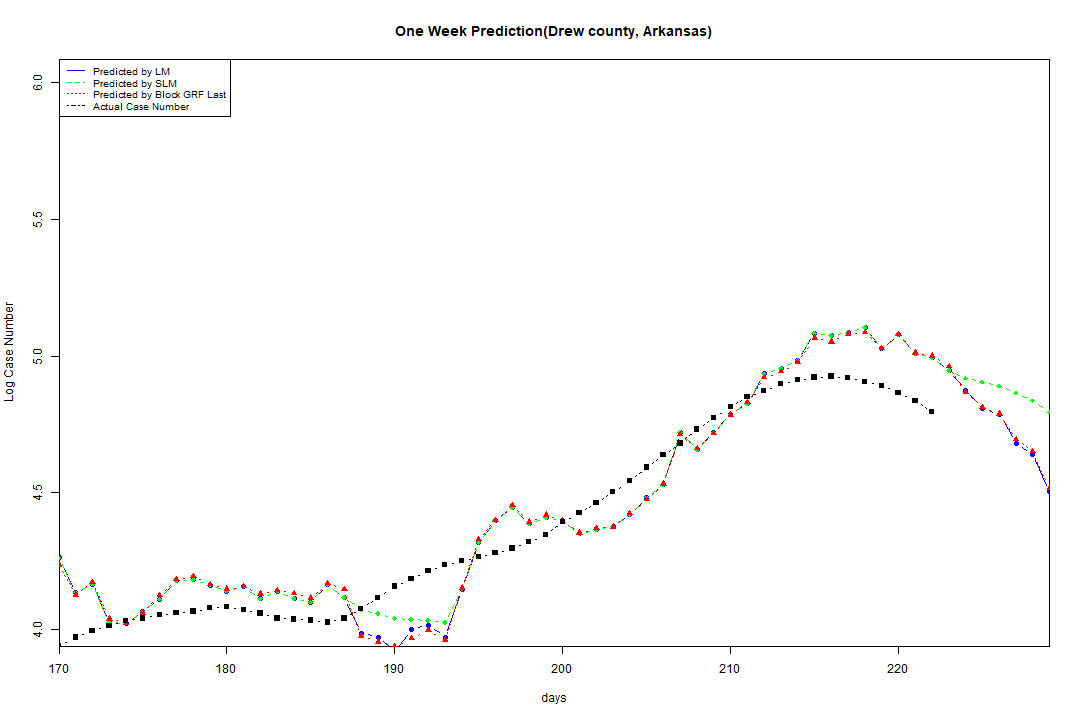 One Week Prediction(Drew county, Arkansas)
Predicted by LM
Predicted by SLM
Predicted by Block GRF Last
Actual Case Number
6.0
5.5
5.0
4.5
4.0
Log Case Number
170 180 190 200 210 220
days